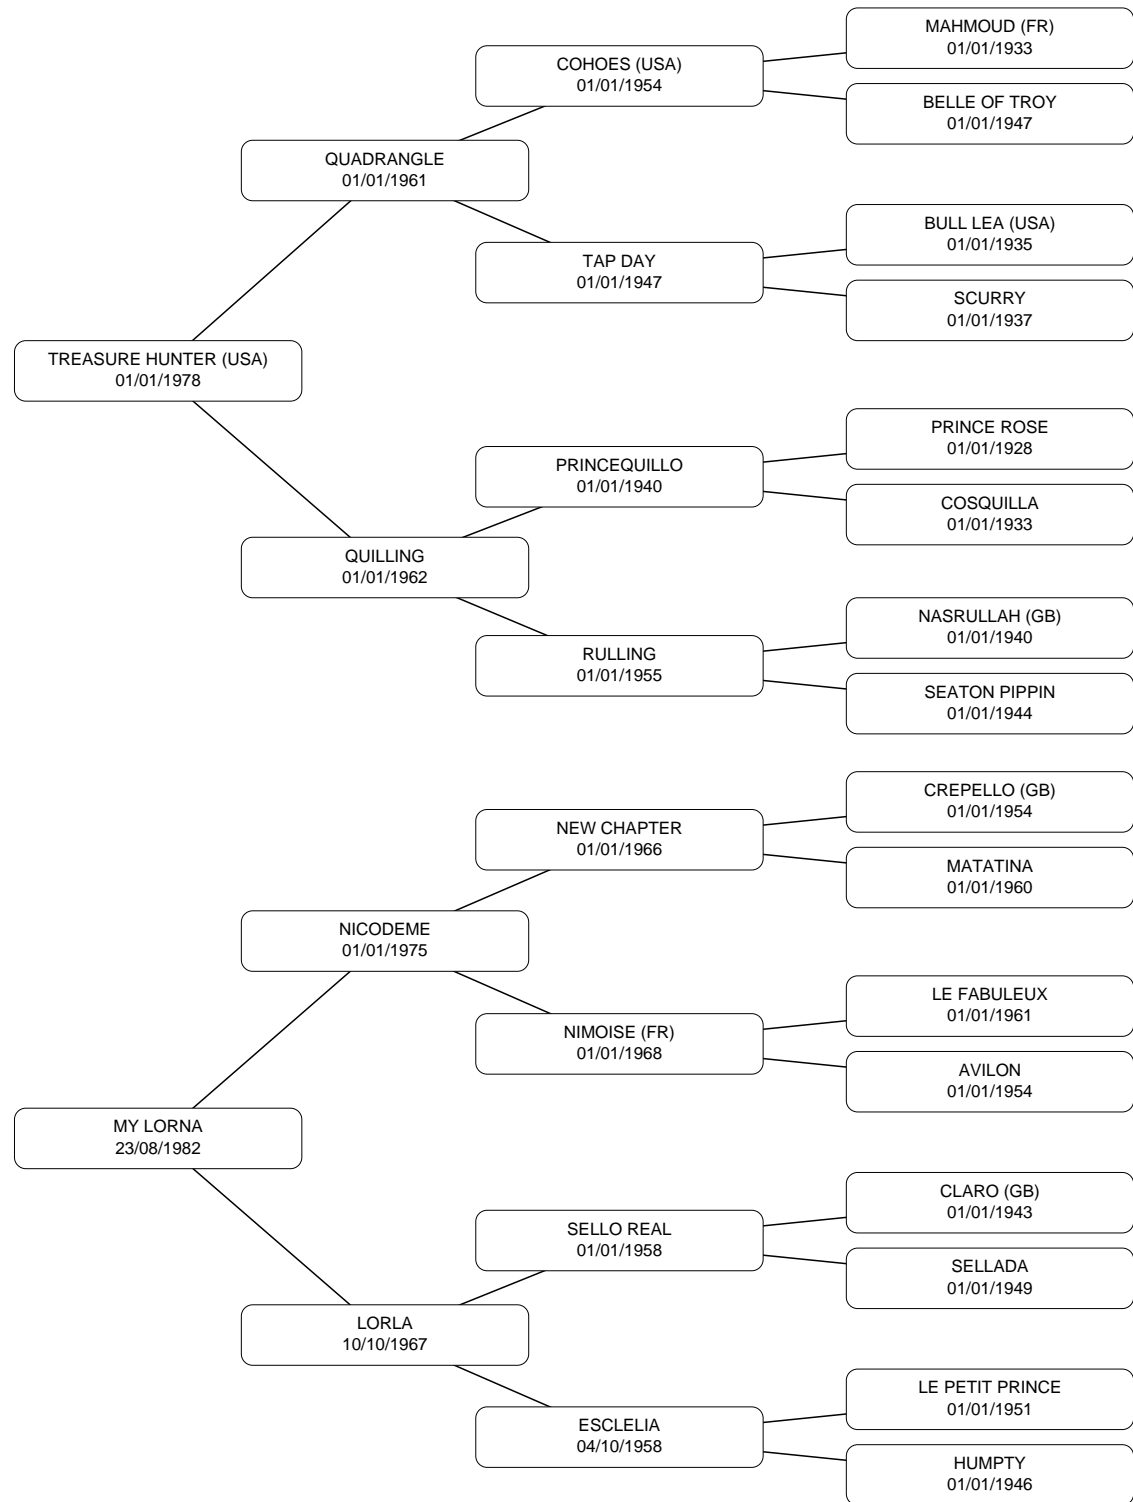 MAHMOUD (FR)
01/01/1933
COHOES (USA)
01/01/1954
BELLE OF TROY
01/01/1947
QUADRANGLE
01/01/1961
BULL LEA (USA)
01/01/1935
TAP DAY
01/01/1947
SCURRY
01/01/1937
TREASURE HUNTER (USA)
01/01/1978
PRINCE ROSE
01/01/1928
PRINCEQUILLO
01/01/1940
COSQUILLA
01/01/1933
QUILLING
01/01/1962
NASRULLAH (GB)
01/01/1940
RULLING
01/01/1955
SEATON PIPPIN
01/01/1944
CREPELLO (GB)
01/01/1954
NEW CHAPTER
01/01/1966
MATATINA
01/01/1960
NICODEME
01/01/1975
LE FABULEUX
01/01/1961
NIMOISE (FR)
01/01/1968
AVILON
01/01/1954
MY LORNA
23/08/1982
CLARO (GB)
01/01/1943
SELLO REAL
01/01/1958
SELLADA
01/01/1949
LORLA
10/10/1967
LE PETIT PRINCE
01/01/1951
ESCLELIA
04/10/1958
HUMPTY
01/01/1946